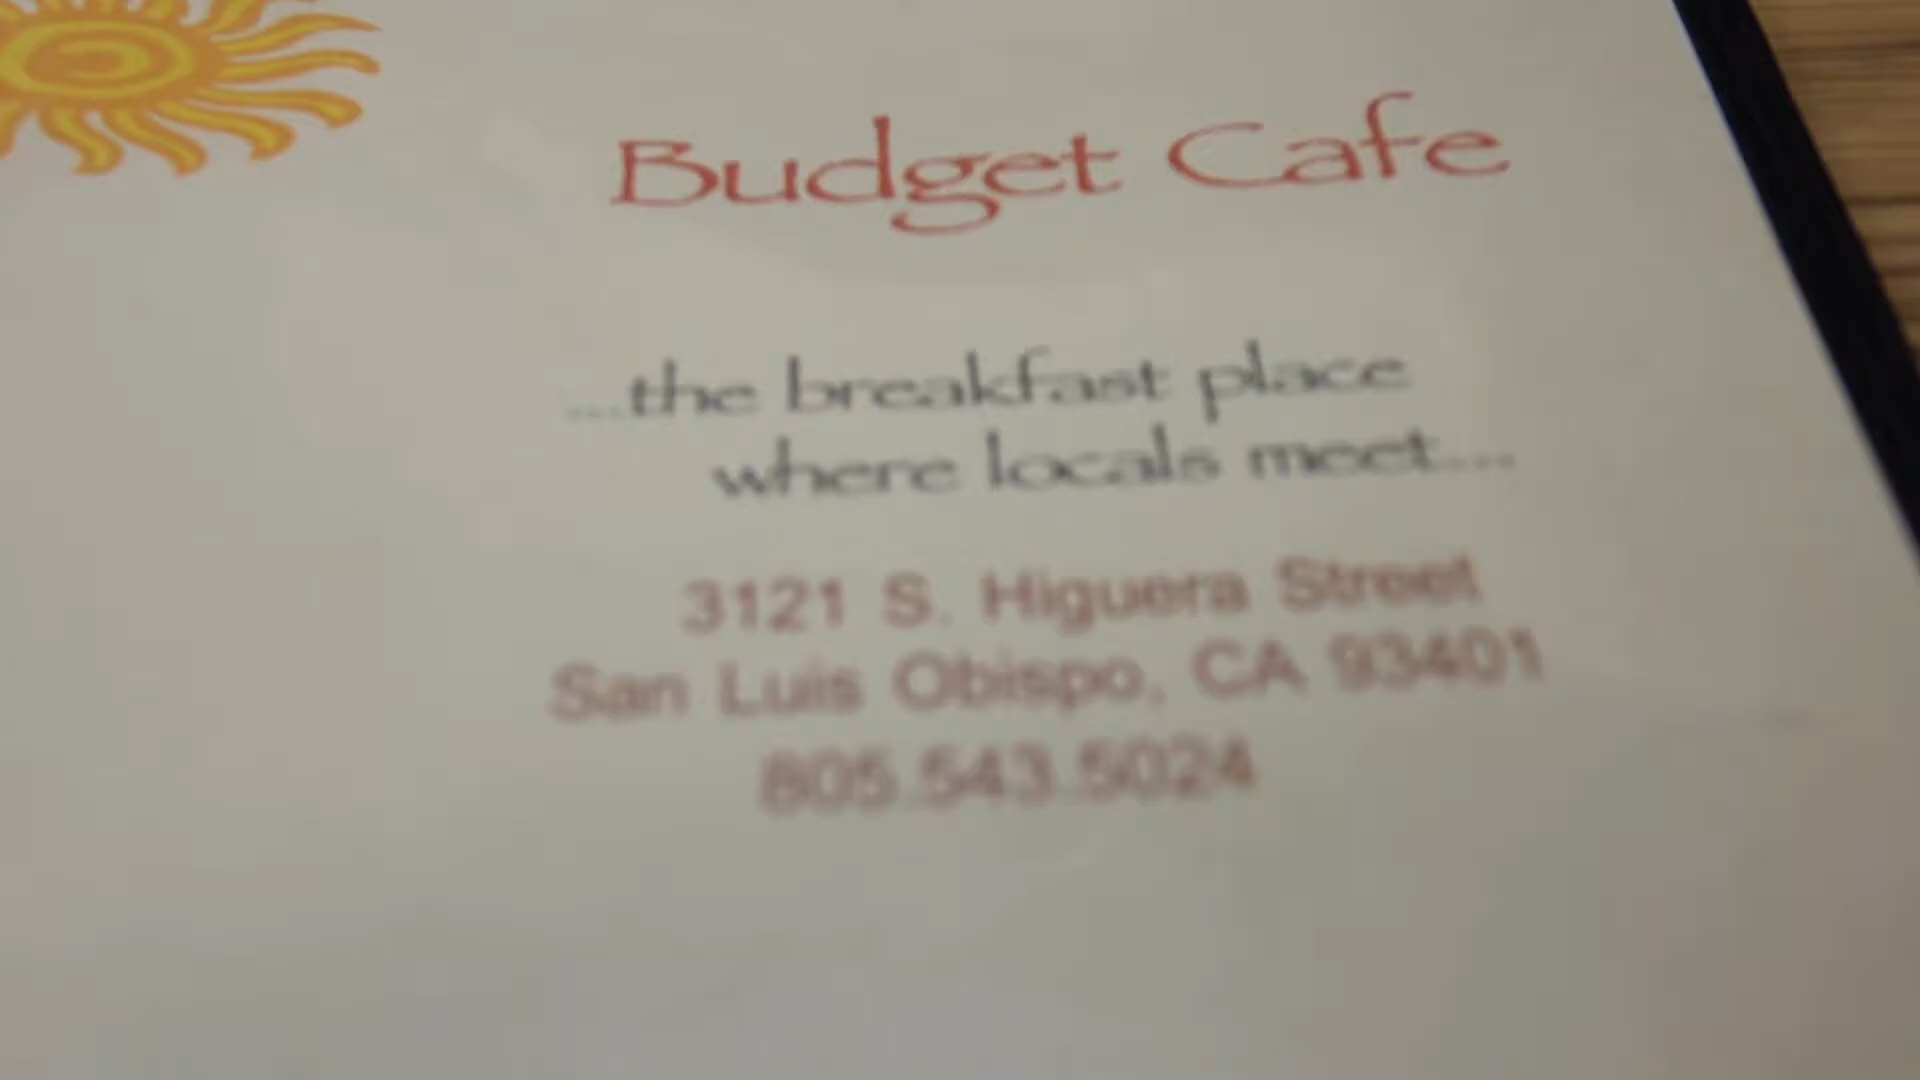 Budget Cafe
...the breakfast place
where locals meet...
3121 S. Higuera Street
San Luis Obispo, CA 93401
805.543.5024